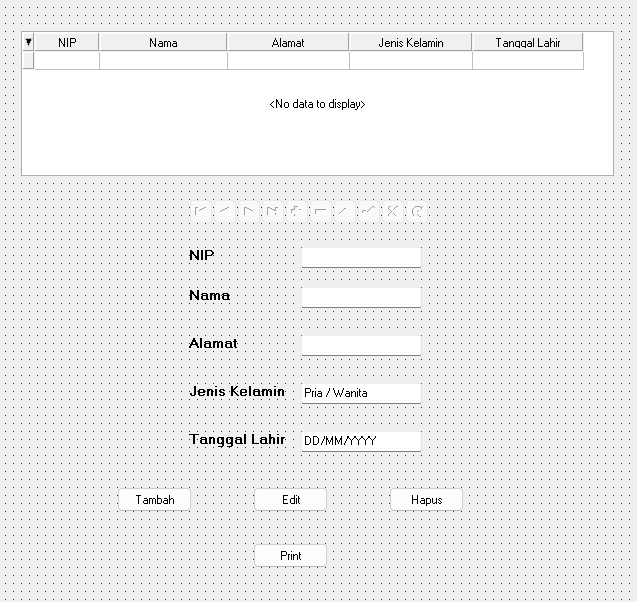 NIP Nama Alamat Jenis Kelamin Tanggal Lahir
<No data to display>
NIP
Nama
Alamat
Jenis Kelamin Pria / Wanita
Tanggal Lahir DD/MM/YYYY
Tambah Edit Hapus
Print